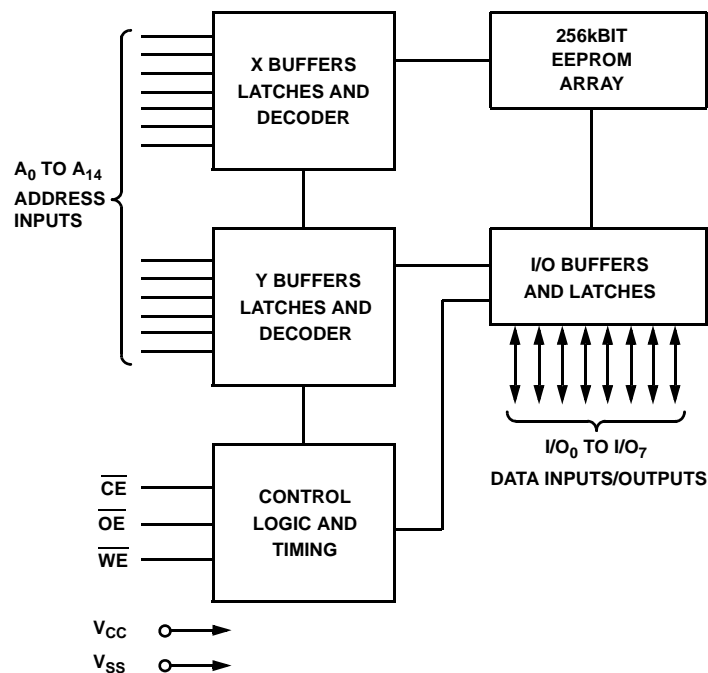 X BUFFERS
LATCHES AND
DECODER
256kBIT
EEPROM
ARRAY
A0 TO A14
ADDRESS
INPUTS
Y BUFFERS
LATCHES AND
DECODER
I/O BUFFERS
AND LATCHES
I/O0 TO I/O7
DATA INPUTS/OUTPUTS
CE
OE
WE
CONTROL
LOGIC AND
TIMING
VCC
VSS